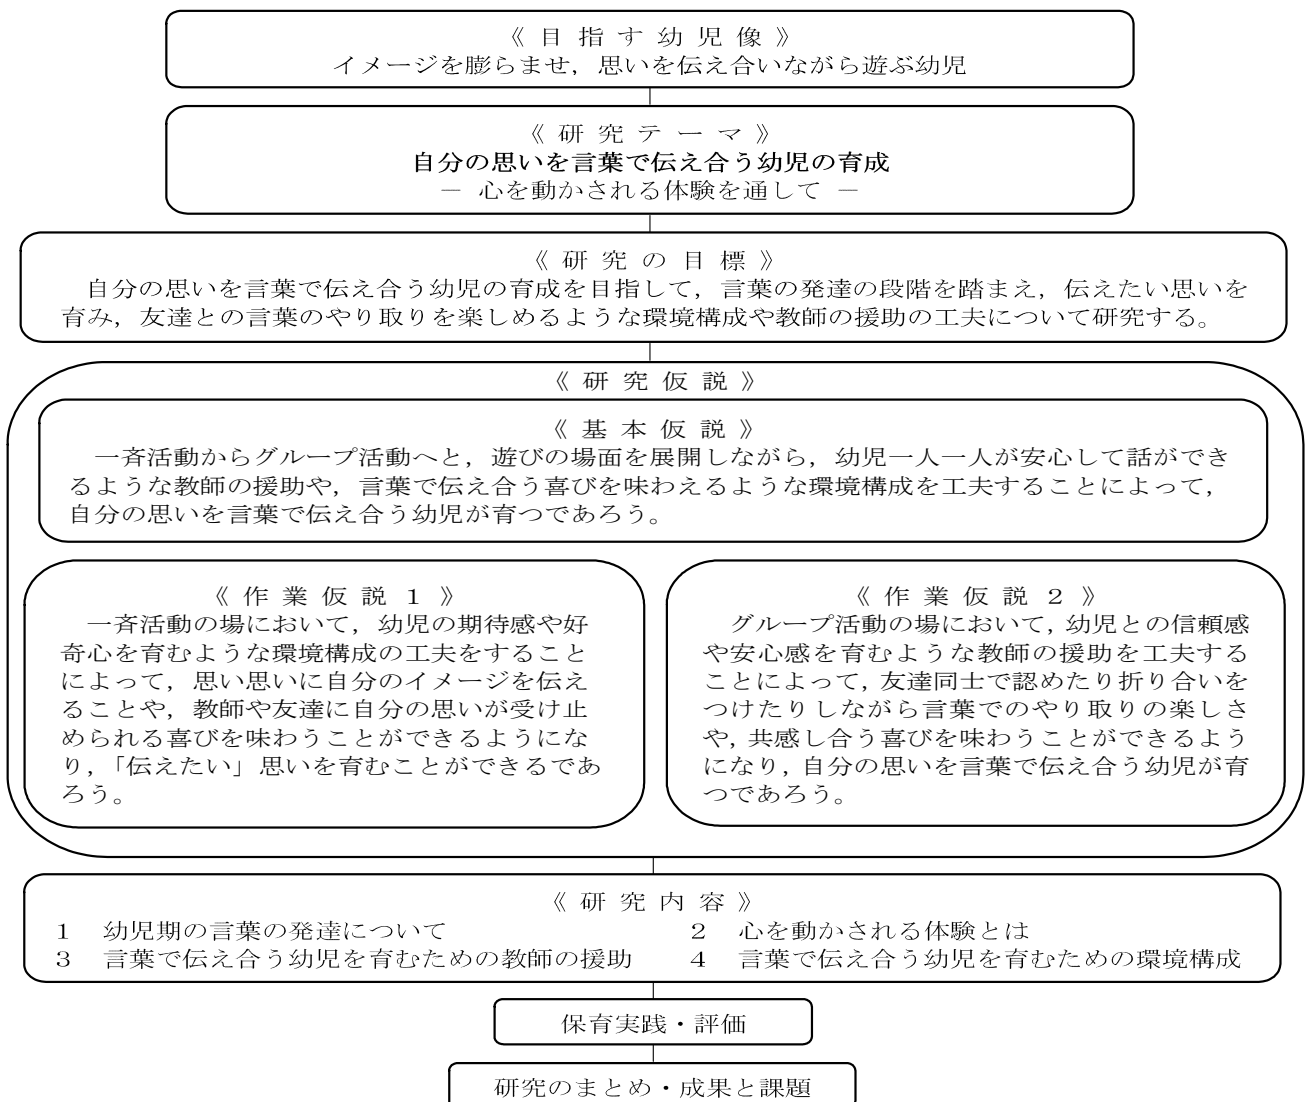 《 目 指 す 幼 児 像 》
イメージを膨らませ，思いを伝え合いながら遊ぶ幼児
《 研 究 テ ー マ 》
自分の思いを言葉で伝え合う幼児の育成
－ 心を動かされる体験を通して －
《 研 究 の 目 標 》
自分の思いを言葉で伝え合う幼児の育成を目指して，言葉の発達の段階を踏まえ，伝えたい思いを
育み，友達との言葉のやり取りを楽しめるような環境構成や教師の援助の工夫について研究する。
《 研 究 仮 説 》
《 基 本 仮 説 》
一斉活動からグループ活動へと，遊びの場面を展開しながら，幼児一人一人が安心して話ができ
るような教師の援助や，言葉で伝え合う喜びを味わえるような環境構成を工夫することによって，
自分の思いを言葉で伝え合う幼児が育つであろう。
《 作 業 仮 説 1 》
一斉活動の場において，幼児の期待感や好
奇心を育むような環境構成の工夫をすること
によって，思い思いに自分のイメージを伝え
ることや，教師や友達に自分の思いが受け止
められる喜びを味わうことができるようにな
り，「伝えたい」思いを育むことができるであ
ろう。
《 作 業 仮 説 2 》
グループ活動の場において，幼児との信頼感
や安心感を育むような教師の援助を工夫する
ことによって，友達同士で認めたり折り合いを
つけたりしながら言葉でのやり取りの楽しさ
や，共感し合う喜びを味わうことができるよう
になり，自分の思いを言葉で伝え合う幼児が育
つであろう。
《 研 究 内 容 》
1 幼児期の言葉の発達について 2 心を動かされる体験とは
3 言葉で伝え合う幼児を育むための教師の援助 4 言葉で伝え合う幼児を育むための環境構成
保育実践・評価
研究のまとめ・成果と課題